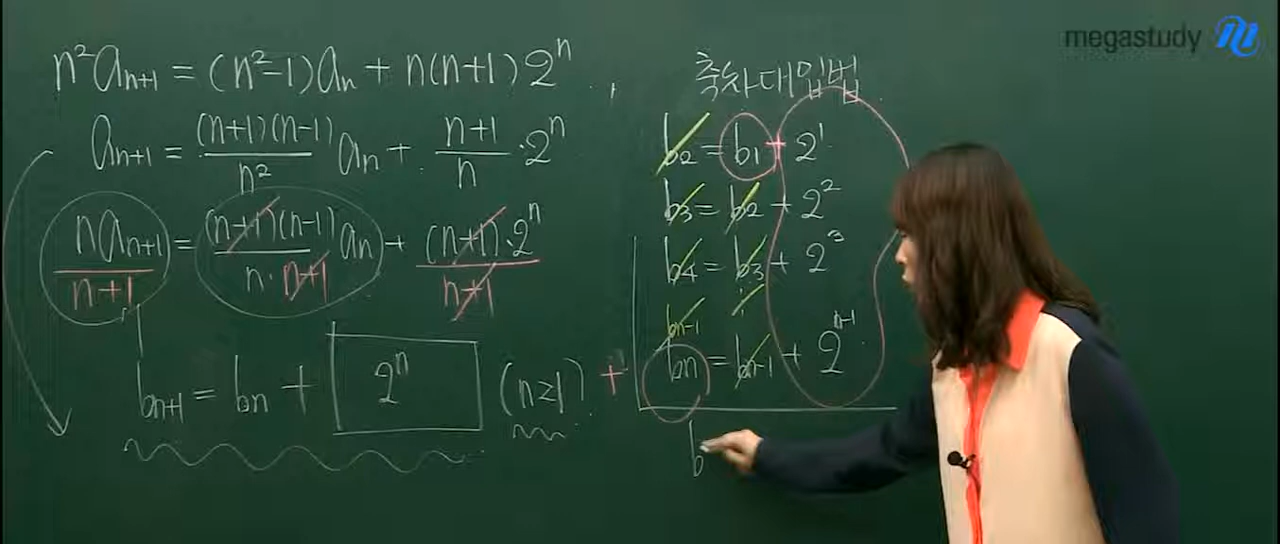 megastudy
n²aₙ₊₁ = (n²-1)aₙ + n(n+1)2ⁿ
aₙ₊₁ = (n+1)(n-1)/n² aₙ + n+1/n · 2ⁿ
naₙ₊₁/n+1 = (n+1)(n-1)/n·n+1 aₙ + (n+1)·2ⁿ/n+1
bₙ₊₁ = bₙ + 2ⁿ (n≥1)
축차대입법
b₂ = b₁ + 2¹
b₃ = b₂ + 2²
b₄ = b₃ + 2³
bₙ₋₁
+ bₙ = bₙ₋₁ + 2ⁿ⁻¹
b